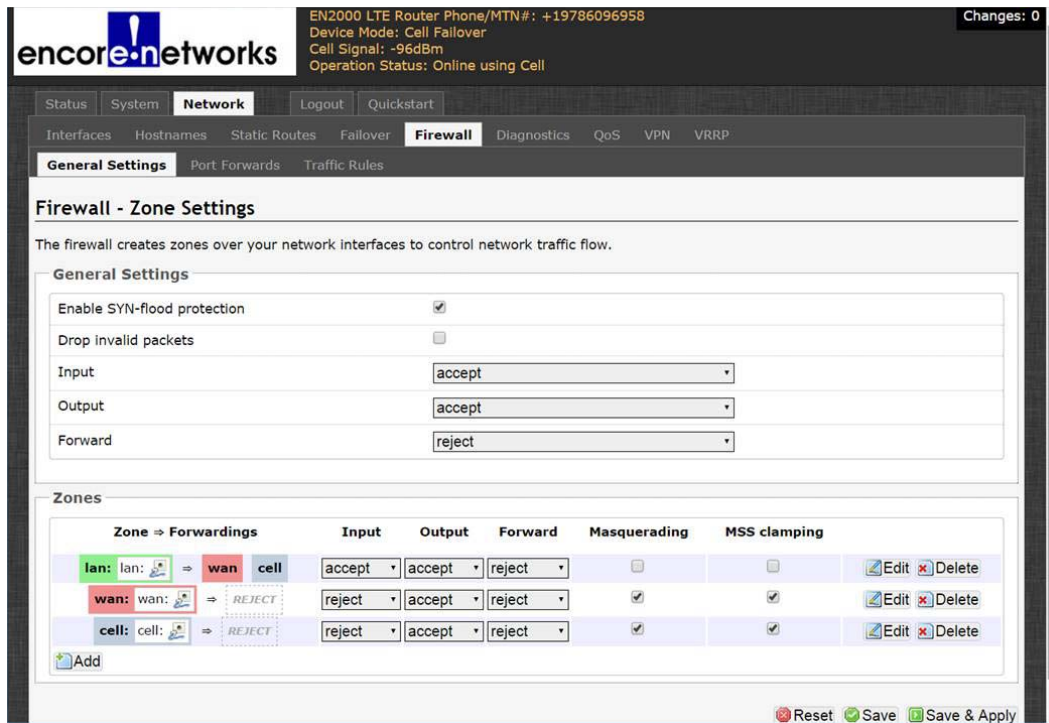 encore!networks
EN2000 LTE Router Phone/MTN#: +19786096958
Device Mode: Cell Failover
Cell Signal: -96dBm
Operation Status: Online using Cell
Changes: 0
Status System Network Logout Quickstart
Interfaces Hostnames Static Routes Failover Firewall Diagnostics QoS VPN VRRP
General Settings Port Forwards Traffic Rules
Firewall - Zone Settings
The firewall creates zones over your network interfaces to control network traffic flow.
General Settings
Enable SYN-flood protection
Drop invalid packets
Input accept
Output accept
Forward reject
Zones
Zone ⇒ Forwardings Input Output Forward Masquerading MSS clamping
lan: lan: ⇒ wan cell accept accept reject Edit Delete
wan: wan: ⇒ REJECT reject accept reject Edit Delete
cell: cell: ⇒ REJECT reject accept reject Edit Delete
Add
Reset Save Save & Apply